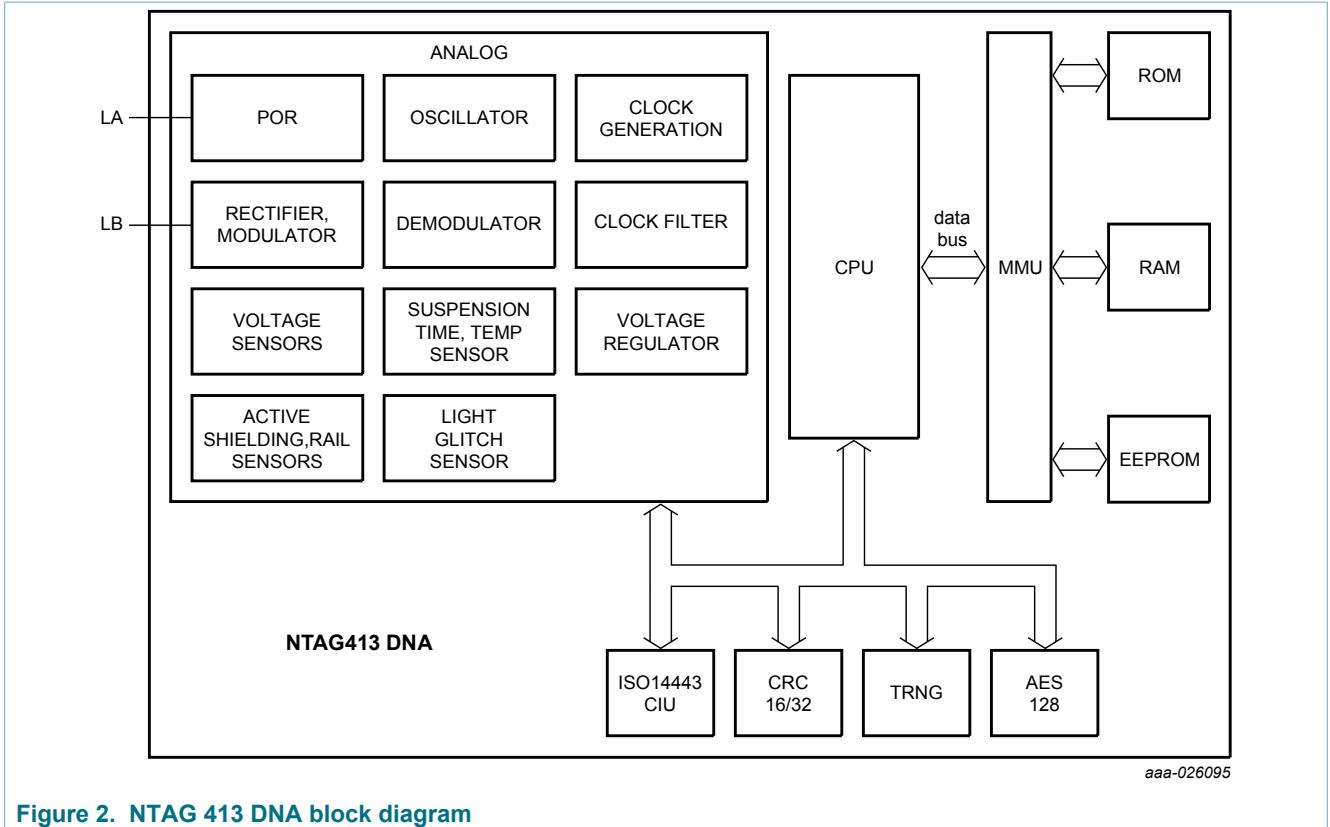 ANALOG
LA
POR
OSCILLATOR
CLOCK
GENERATION
LB
RECTIFIER,
MODULATOR
DEMODULATOR
CLOCK FILTER
VOLTAGE
SENSORS
SUSPENSION
TIME, TEMP
SENSOR
VOLTAGE
REGULATOR
ACTIVE
SHIELDING,RAIL
SENSORS
LIGHT
GLITCH
SENSOR
CPU
data
bus
MMU
ROM
RAM
EEPROM
NTAG413 DNA
ISO14443
CIU
CRC
16/32
TRNG
AES
128
aaa-026095
Figure 2. NTAG 413 DNA block diagram